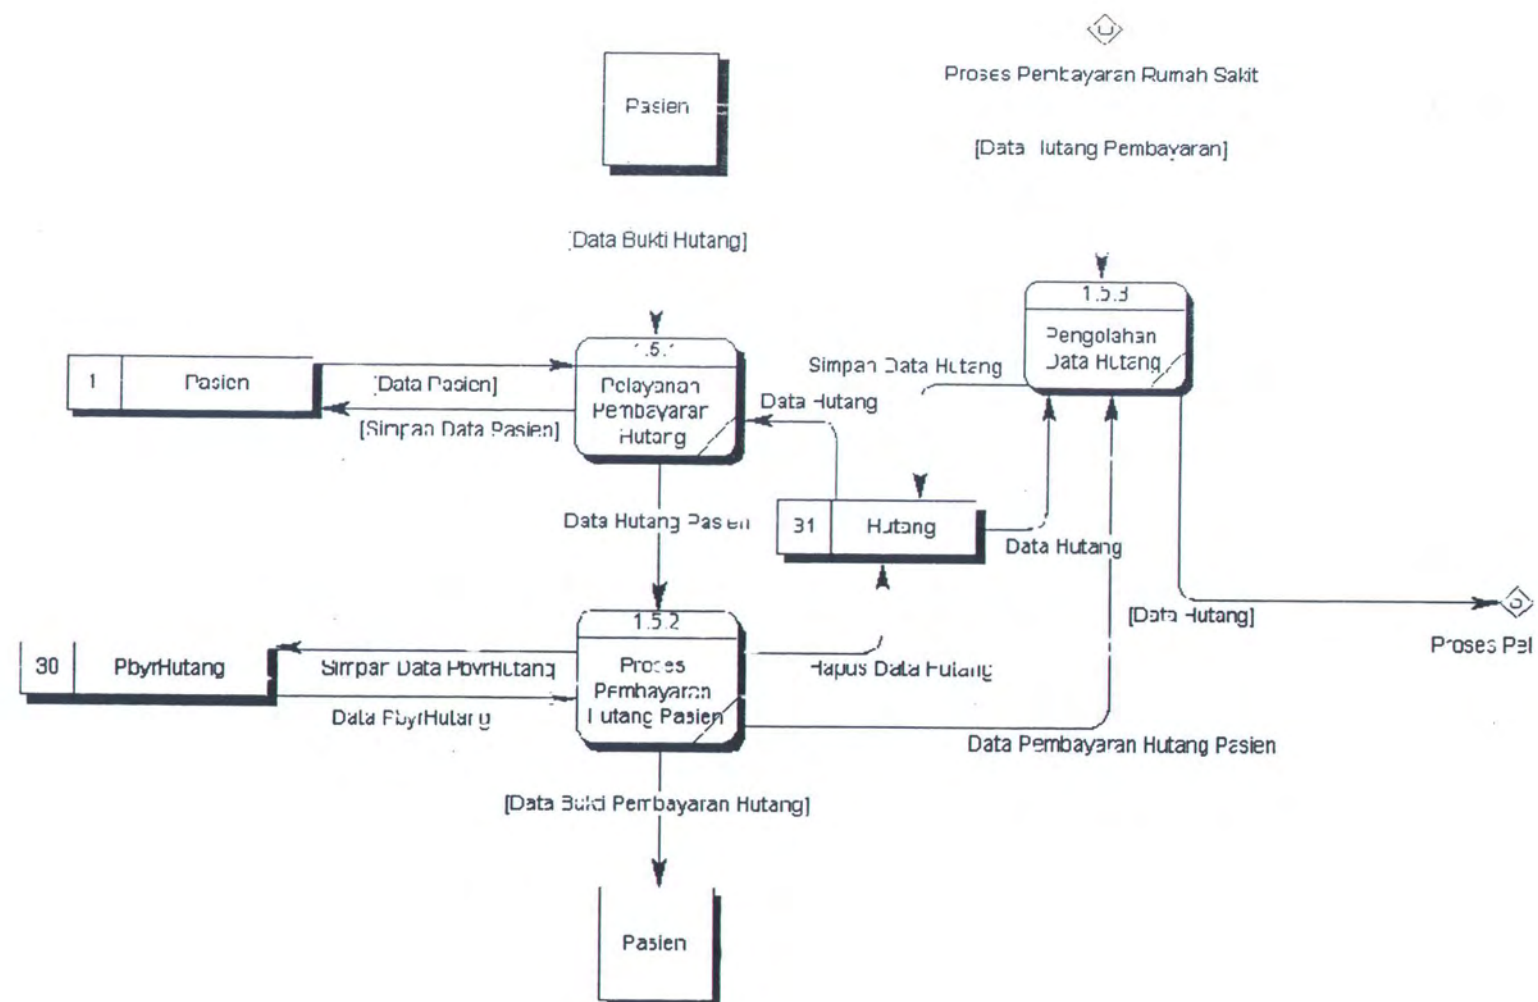 Proses Pembayaran Rumah Sakit
Pasien
[Data Hutang Pembayaran]
[Data Bukti Hutang]
1.5.3
Pengolahan
Data Hutang
1.5.1
Pelayanan
Pembayaran
Hutang
1
Pasien
[Data Pasien]
[Simpan Data Pasien]
Simpan Data Hutang
Data Hutang
Data Hutang Pasien
31
Hutang
Data Hutang
[Data Hutang]
Proses Pel
1.5.2
Proses
Pembayaran
Hutang Pasien
30
PbyrHutang
Simpan Data PbyrHutang
Data PbyrHutang
Hapus Data Hutang
Data Pembayaran Hutang Pasien
[Data Bukti Pembayaran Hutang]
Pasien